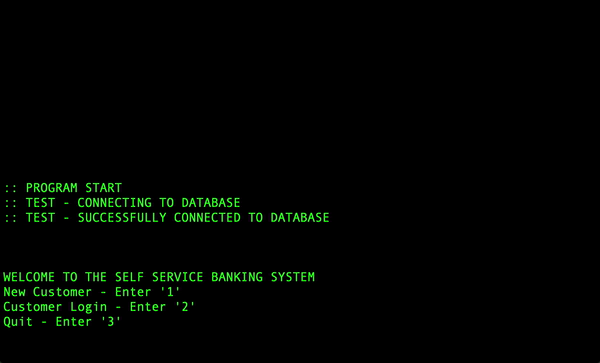 :: PROGRAM START
:: TEST - CONNECTING TO DATABASE
:: TEST - SUCCESSFULLY CONNECTED TO DATABASE
WELCOME TO THE SELF SERVICE BANKING SYSTEM
New Customer - Enter '1'
Customer Login - Enter '2'
Quit - Enter '3'